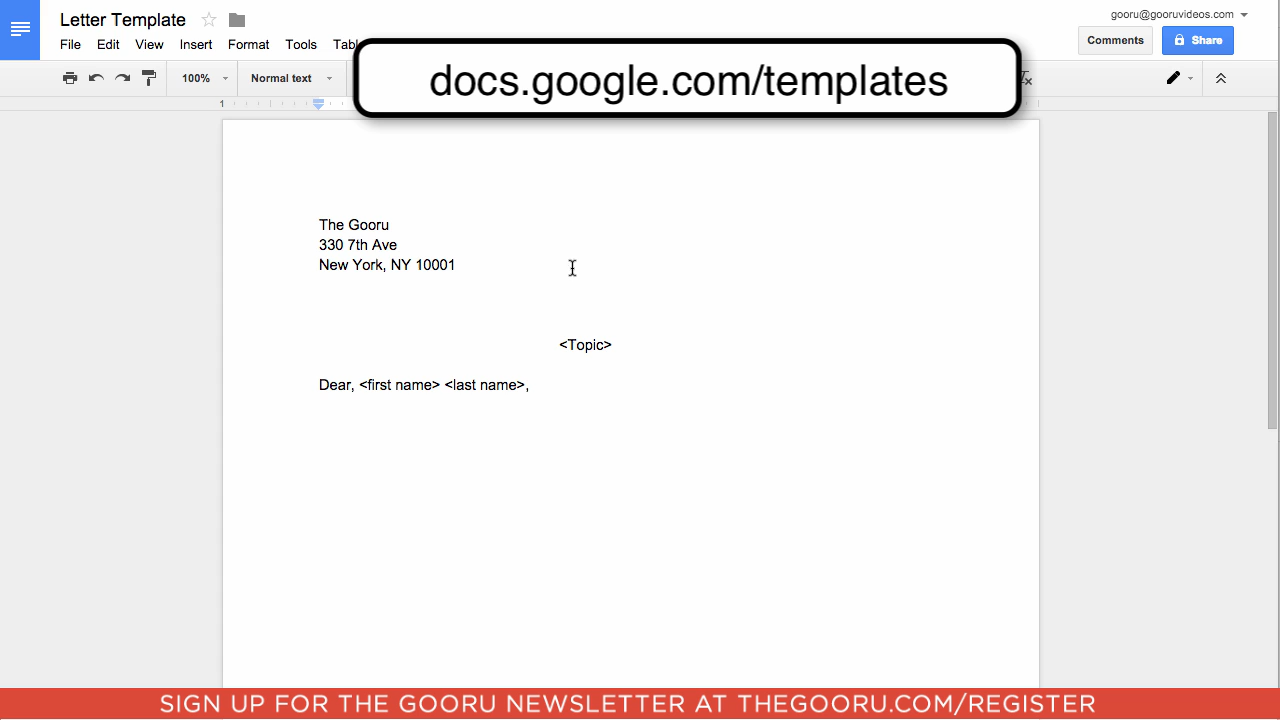 Letter Template
gooru@gooruvideos.com
File Edit View Insert Format Tools
Comments
Share
docs.google.com/templates
100%
Normal text
1
The Gooru
330 7th Ave
New York, NY 10001
<Topic>
Dear, <first name> <last name>,
SIGN UP FOR THE GOORU NEWSLETTER AT THEGOORU.COM/REGISTER